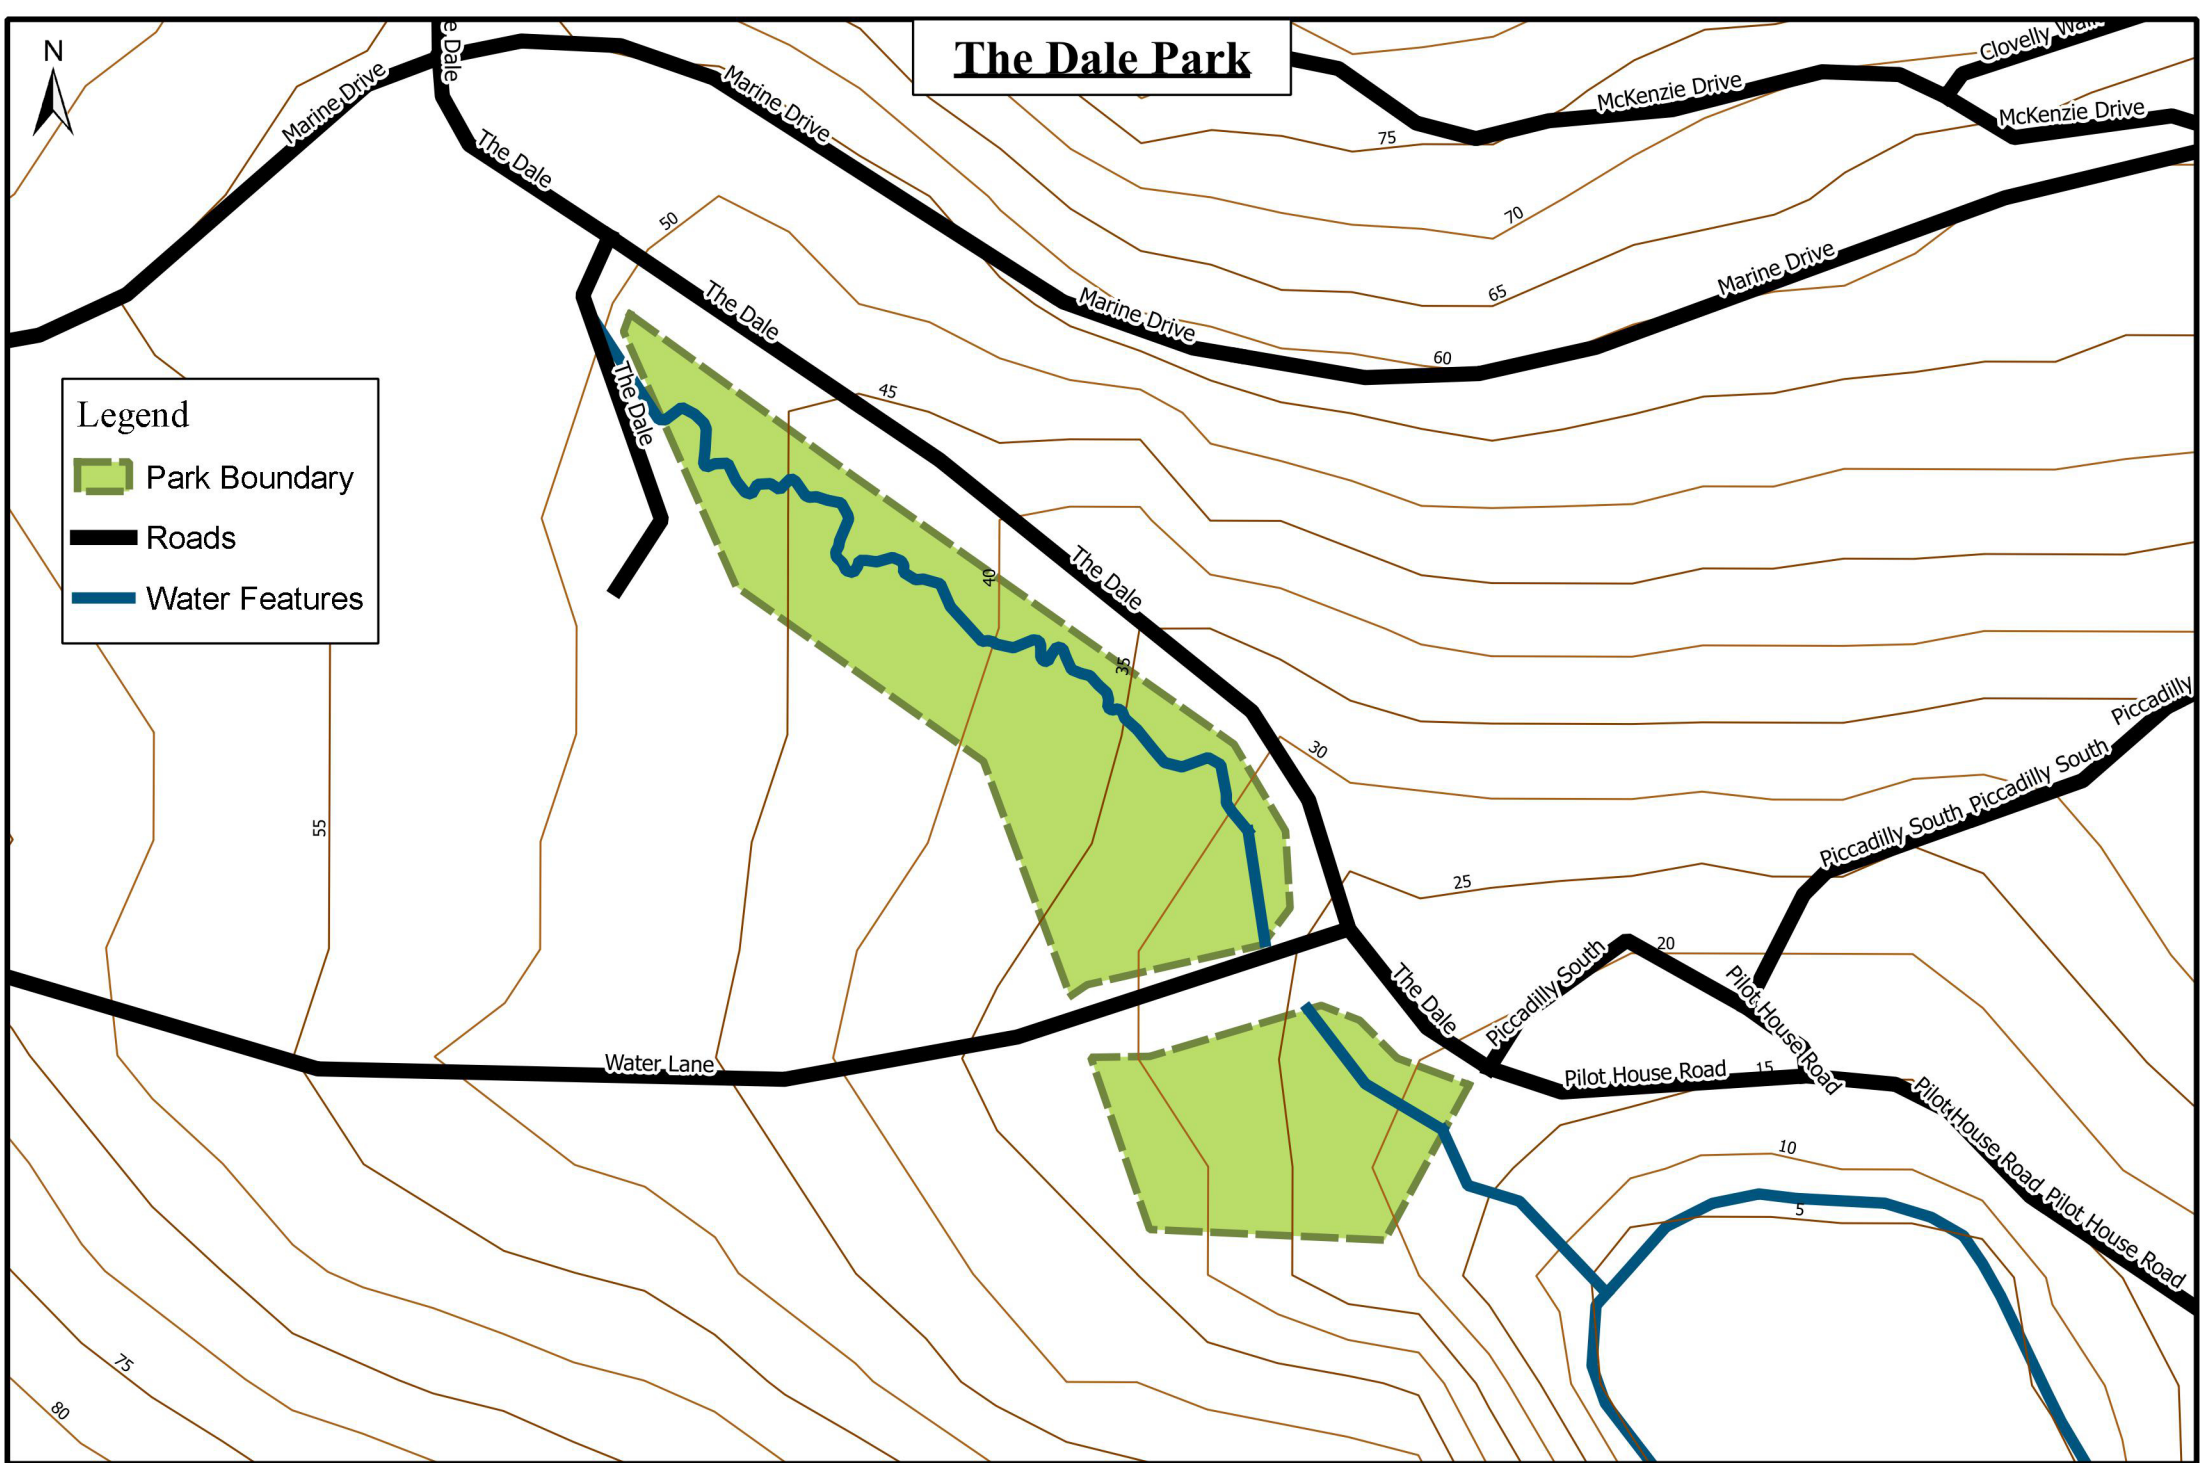 The Dale Park
N
e Dale
Clovelly Walk
Marine Drive
Marine Drive
McKenzie Drive
McKenzie Drive
75
The Dale
50
70
The Dale
Marine Drive
65
Marine Drive
60
The Dale
45
Legend
Park Boundary
Roads
Water Features
40
The Dale
35
30
Piccadilly
Piccadilly South
Piccadilly South
55
25
20
Piccadilly South
The Dale
Pilot House Road
Water Lane
Pilot House Road
15
Pilot House Road
10
5
Pilot House Road
75
80